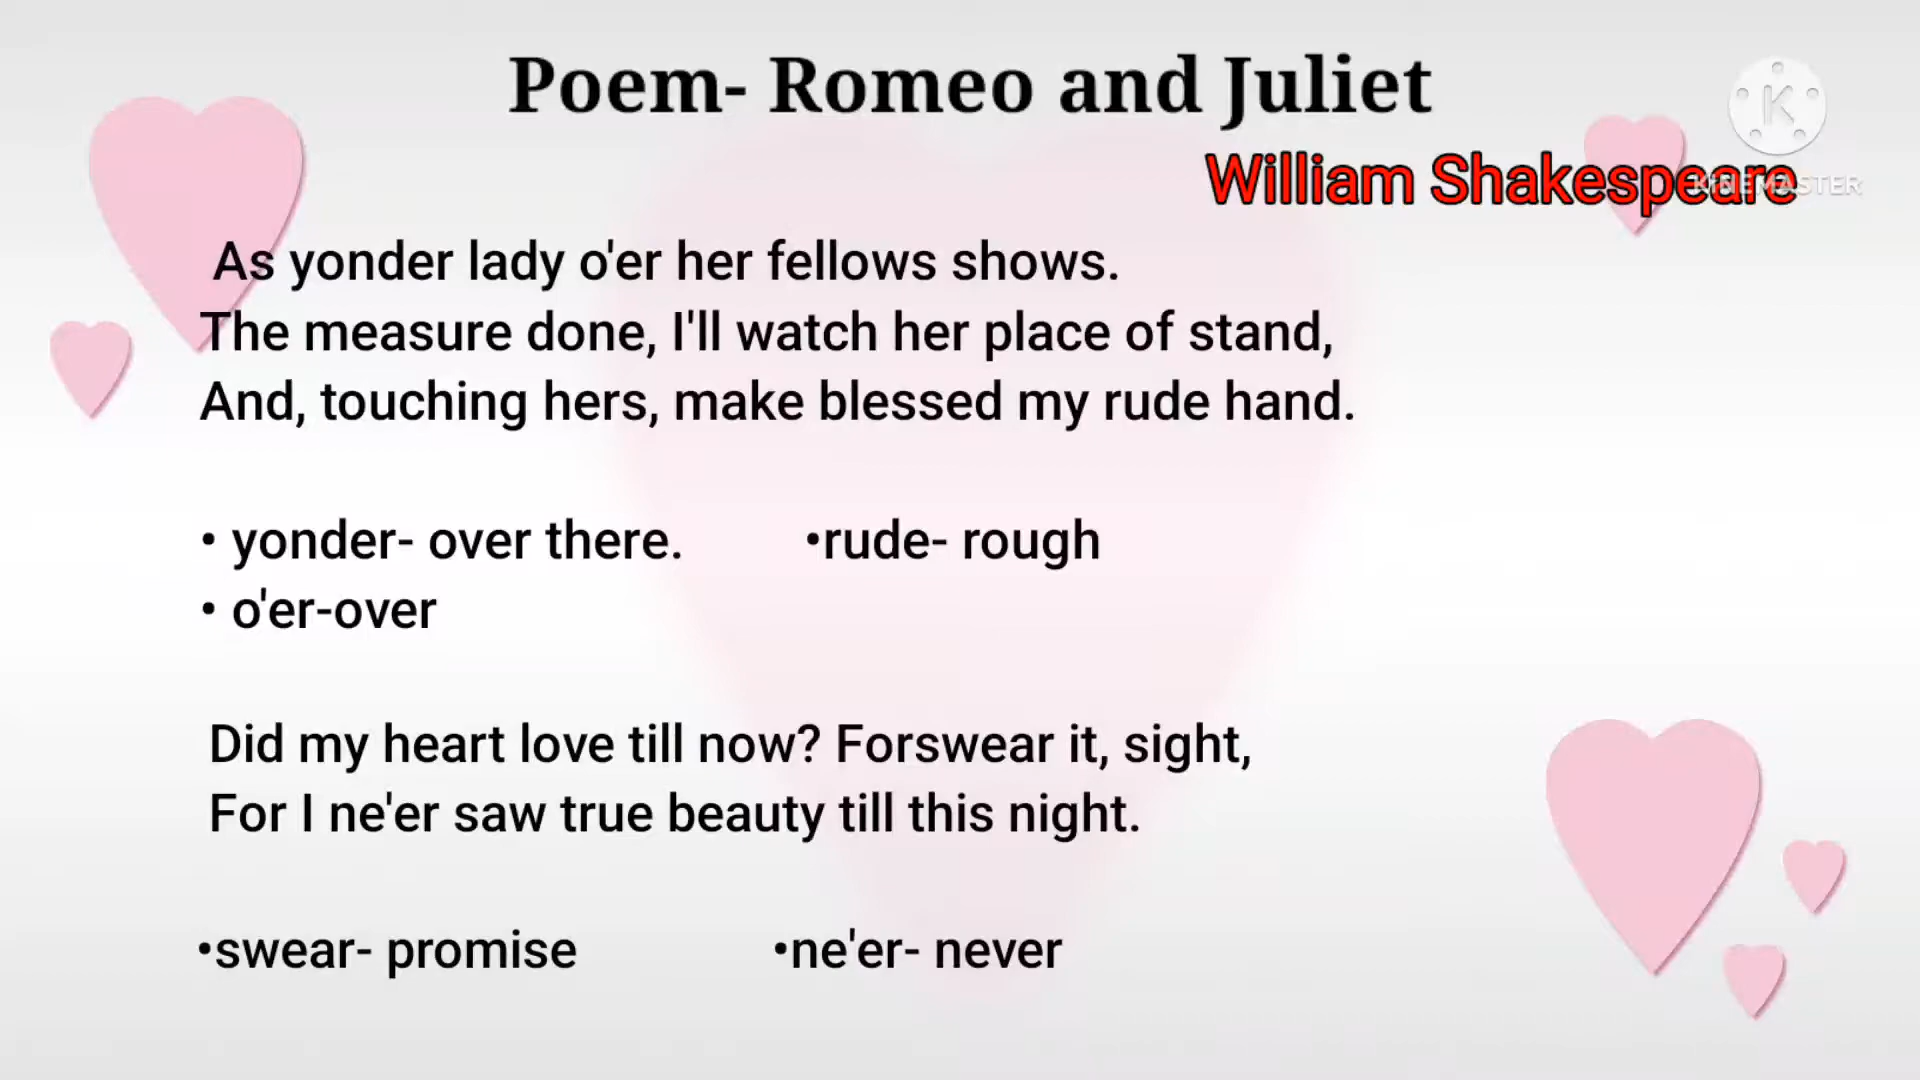 Poem- Romeo and Juliet
William Shakespeare
KINEMASTER
As yonder lady o'er her fellows shows.
The measure done, I'll watch her place of stand,
And, touching hers, make blessed my rude hand.
• yonder- over there. •rude- rough
• o'er-over
Did my heart love till now? Forswear it, sight,
For I ne'er saw true beauty till this night.
•swear- promise •ne'er- never